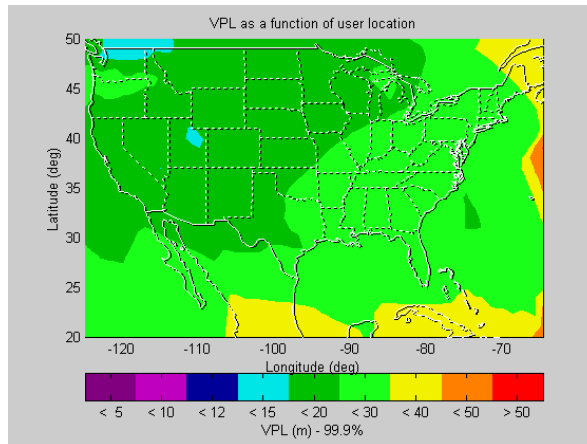 VPL as a function of user location
50
45
40
35
30
25
20
Latitude (deg)
-120 -110 -100 -90 -80 -70
Longitude (deg)
< 5 < 10 < 12 < 15 < 20 < 30 < 40 < 50 > 50
VPL (m) - 99.9%